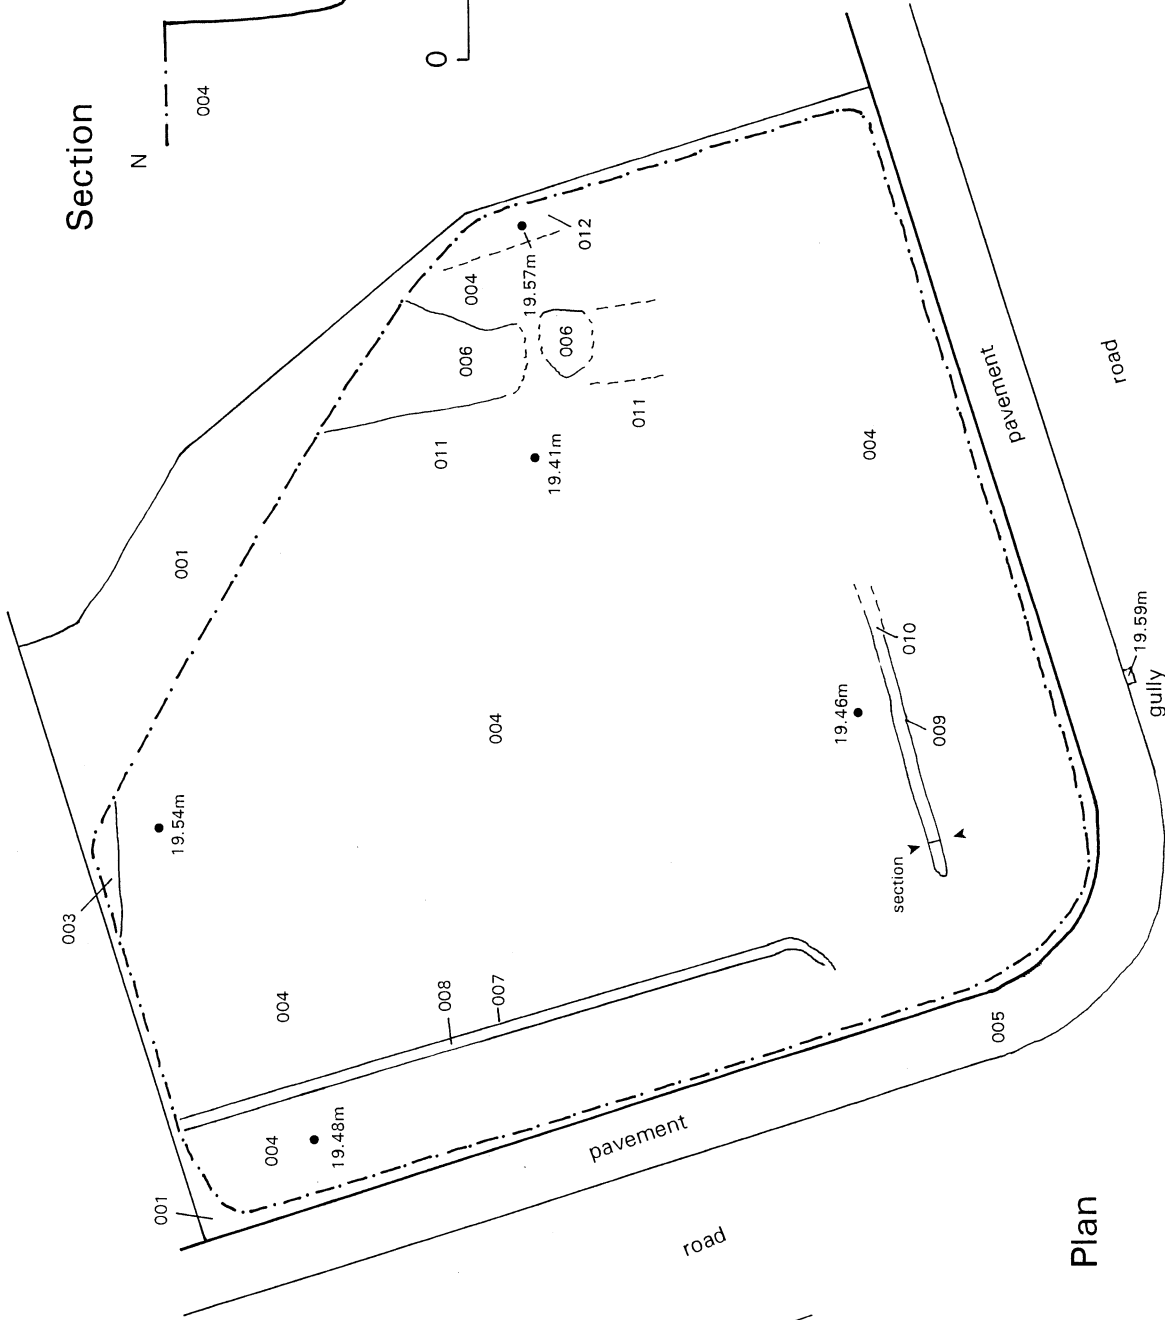 Section
N
004
0
012
004
19.57m
006
006
011
011
19.41m
004
pavement
road
001
004
19.46m
010
009
19.59m
gully
section
19.54m
003
004
008
007
005
004
19.48m
001
pavement
road
Plan